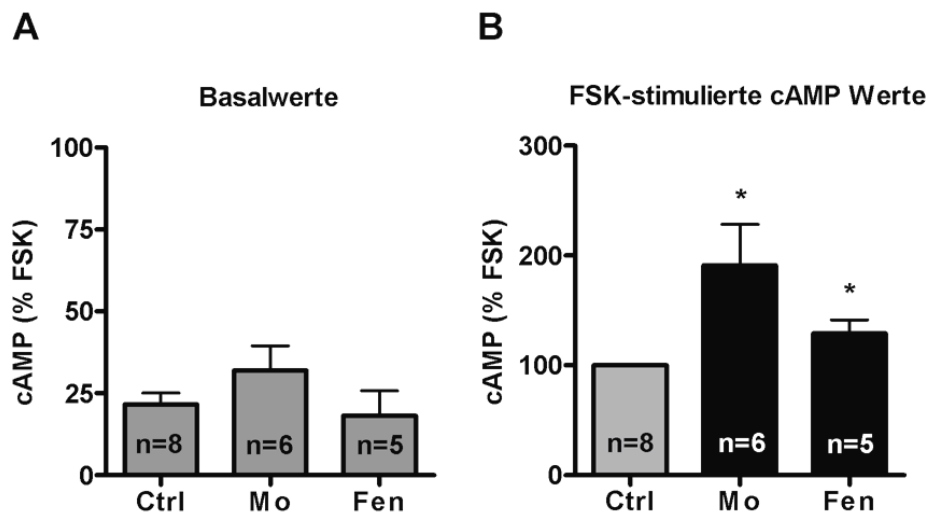 A
Basalwerte
cAMP (% FSK)
100
75
50
25
0
n=8
n=6
n=5
Ctrl
Mo
Fen
B
FSK-stimulierte cAMP Werte
cAMP (% FSK)
300
200
100
0
*
*
n=8
n=6
n=5
Ctrl
Mo
Fen